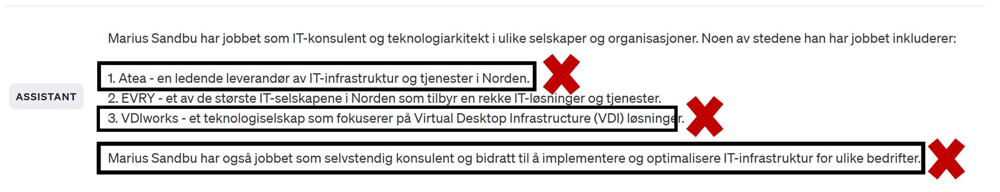 Marius Sandbu har jobbet som IT-konsulent og teknologiarkitekt i ulike selskaper og organisasjoner. Noen av stedene han har jobbet inkluderer:
1. Atea - en ledende leverandør av IT-infrastruktur og tjenester i Norden.
ASSISTANT
2. EVRY - et av de største IT-selskapene i Norden som tilbyr en rekke IT-løsninger og tjenester.
3. VDIworks - et teknologiselskap som fokuserer på Virtual Desktop Infrastructure (VDI) løsninger.
Marius Sandbu har også jobbet som selvstendig konsulent og bidratt til å implementere og optimalisere IT-infrastruktur for ulike bedrifter.